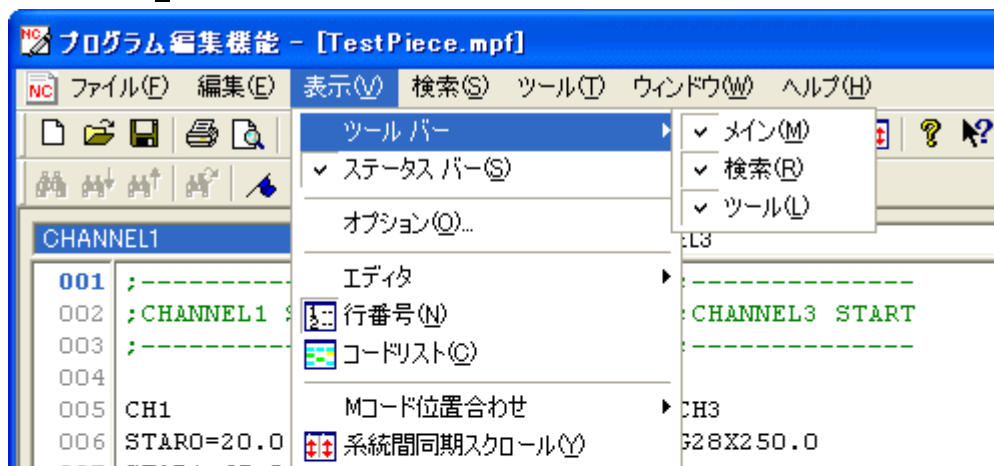 プログラム編集機能 - [TestPiece.mpf]
NC ファイル(F) 編集(E) 表示(V) 検索(S) ツール(T) ウィンドウ(W) ヘルプ(H)
ツール バー
メイン(M)
検索(R)
ツール(L)
ステータス バー(S)
オプション(O)...
エディタ
行番号(N)
コードリスト(C)
Mコード位置合わせ
系統間同期スクロール(Y)
CHANNEL1
EL3
001 ;----------
002 ;CHANNEL1 S
003 ;----------
004
005 CH1
006 STAR0=20.0
;--------------
;CHANNEL3 START
;--------------
CH3
G28X250.0